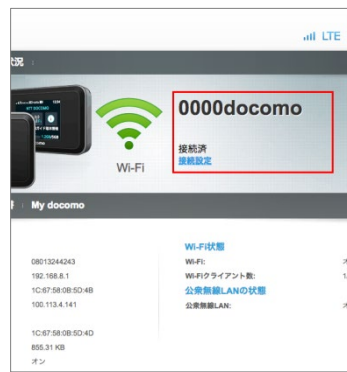 LTE
状況
0000docomo
接続済
接続設定
Wi-Fi
My docomo
Wi-Fi状態
08013244243
Wi-Fi:
192.168.8.1
Wi-Fiクライアント数:
1C:67:58:0B:5D:4B
公衆無線LANの状態
100.113.4.141
公衆無線LAN:
1C:67:58:0B:5D:4D
855.31 KB
オン